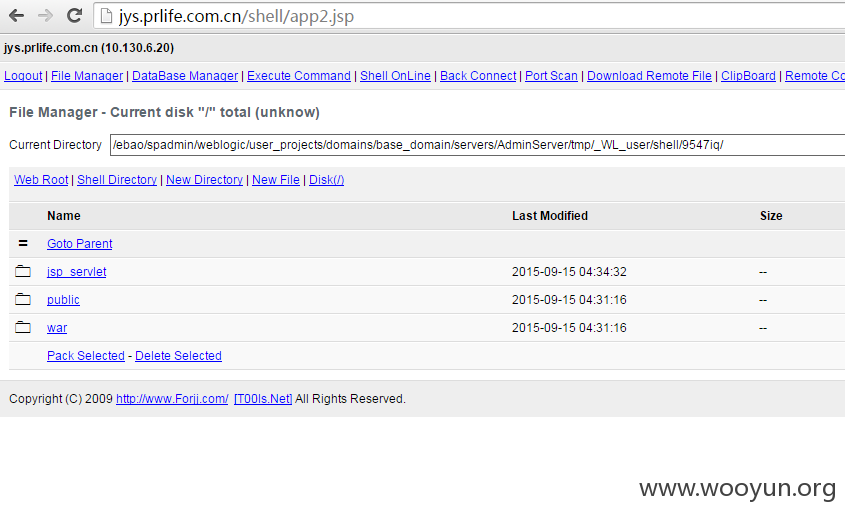 jys.prlife.com.cn/shell/app2.jsp
jys.prlife.com.cn (10.130.6.20)
Logout | File Manager | DataBase Manager | Execute Command | Shell OnLine | Back Connect | Port Scan | Download Remote File | ClipBoard | Remote Co
File Manager - Current disk "/" total (unknow)
Current Directory /ebao/spadmin/weblogic/user_projects/domains/base_domain/servers/AdminServer/tmp/_WL_user/shell/9547iq/
Web Root | Shell Directory | New Directory | New File | Disk(/)
Name Last Modified Size
= Goto Parent
jsp_servlet 2015-09-15 04:34:32 --
public 2015-09-15 04:31:16 --
war 2015-09-15 04:31:16 --
Pack Selected - Delete Selected
Copyright (C) 2009 http://www.Forjj.com/ [T00ls.Net] All Rights Reserved.
www.wooyun.org